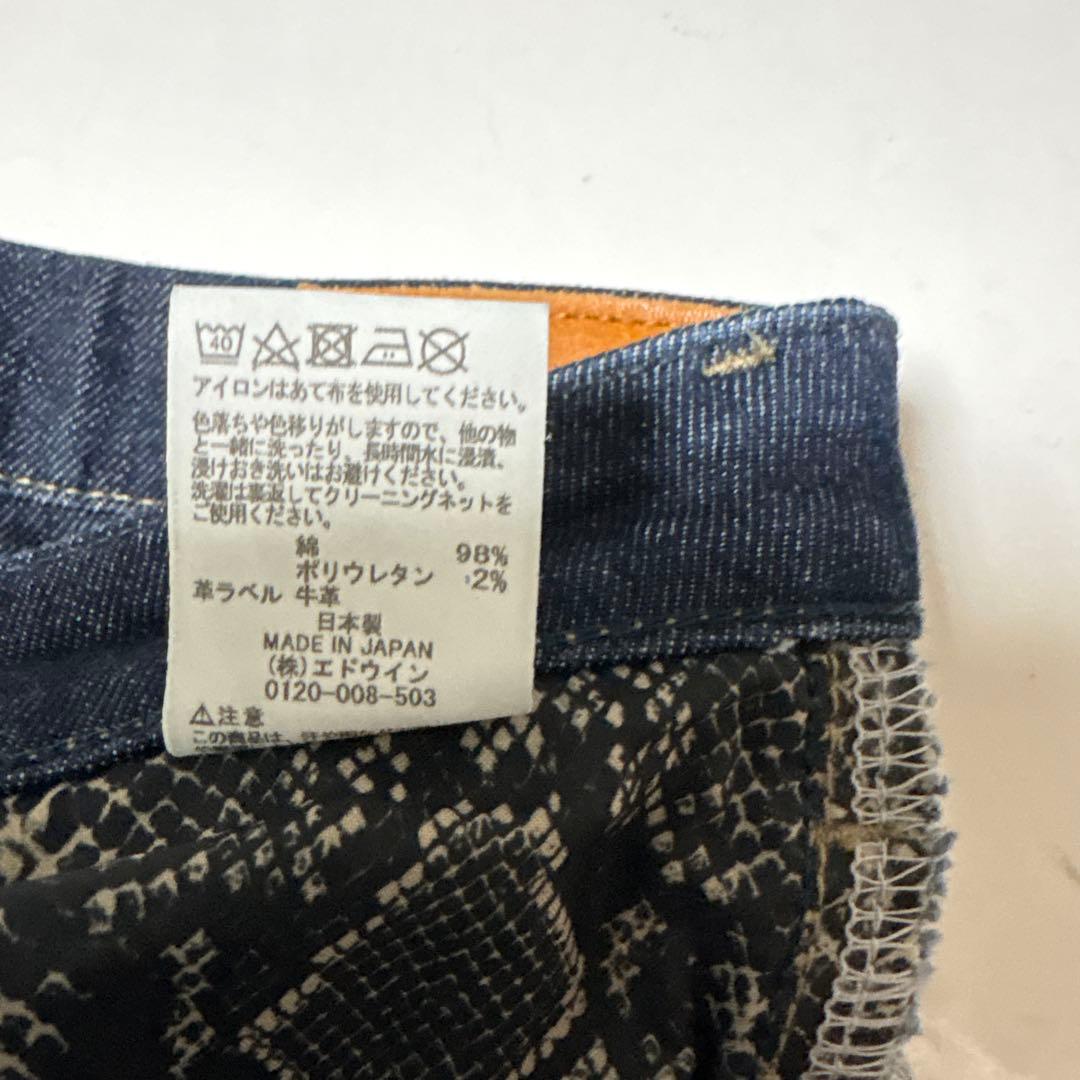 40
アイロンはあて布を使用してください。
色落ちや色移りがしますので、他の物
と一緒に洗ったり、長時間水に浸漬、
浸けおき洗いはお避けください。
洗濯は裏返してクリーニングネットを
ご使用ください。
綿 98%
ポリウレタン 2%
革ラベル 牛革
日本製
MADE IN JAPAN
(株)エドウイン
0120-008-503
⚠注意
この商品は、